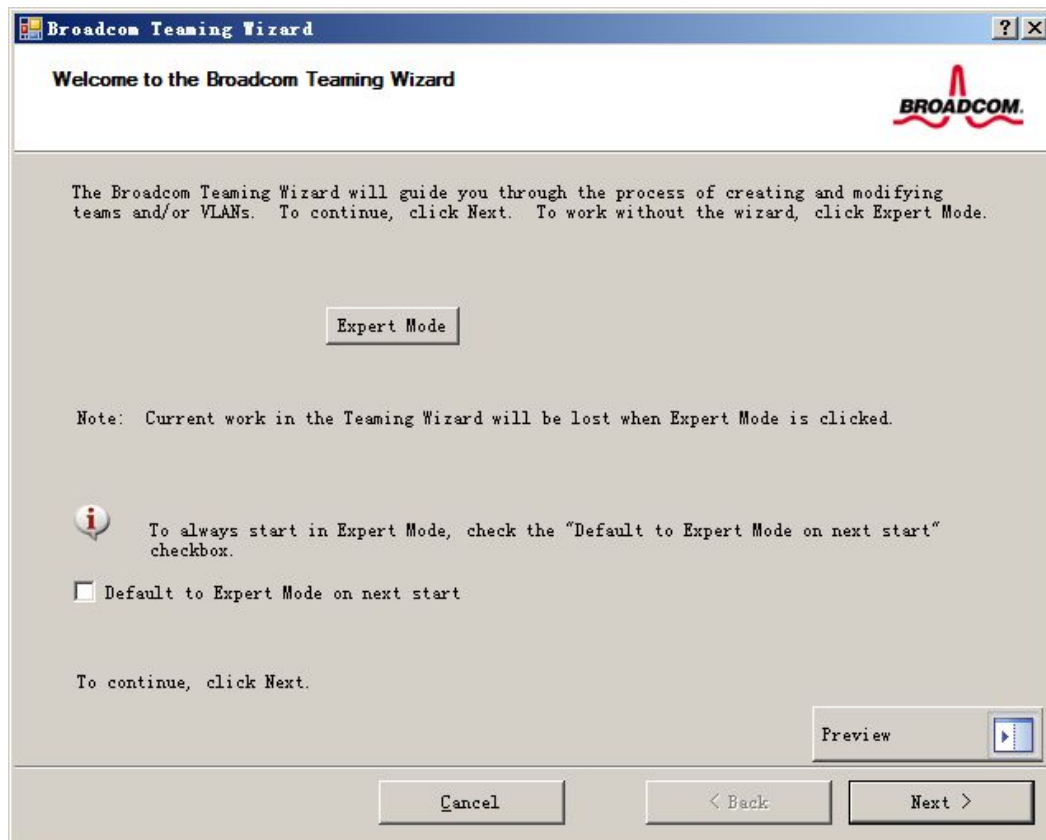 Broadcom Teaming Wizard
Welcome to the Broadcom Teaming Wizard
BROADCOM.
The Broadcom Teaming Wizard will guide you through the process of creating and modifying
teams and/or VLANs. To continue, click Next. To work without the wizard, click Expert Mode.
Expert Mode
Note: Current work in the Teaming Wizard will be lost when Expert Mode is clicked.
To always start in Expert Mode, check the "Default to Expert Mode on next start"
checkbox.
Default to Expert Mode on next start
To continue, click Next.
Preview
Cancel
< Back
Next >